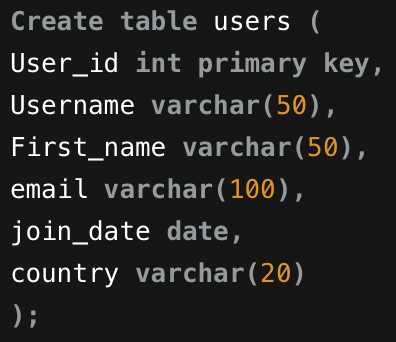 Create table users (
User_id int primary key,
Username varchar(50),
First_name varchar(50),
email varchar(100),
join_date date,
country varchar(20)
);